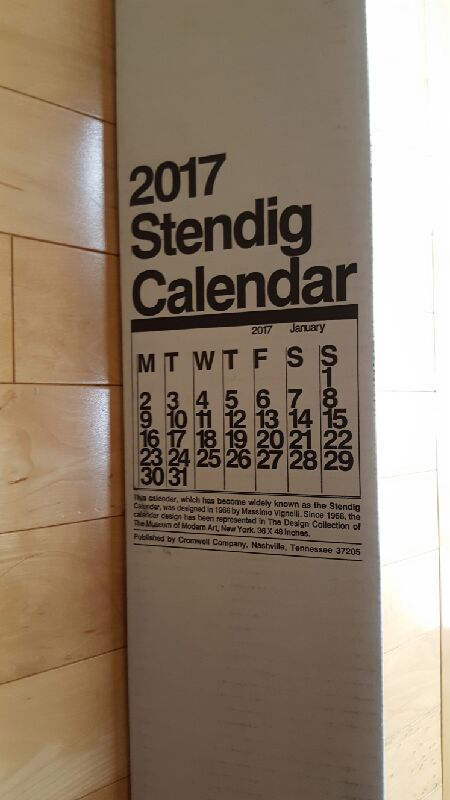 2017
Stendig
Calendar
2017 January
M T W T F S S
1
2 3 4 5 6 7 8
9 10 11 12 13 14 15
16 17 18 19 20 21 22
23 24 25 26 27 28 29
30 31
This calendar, which has become widely known as the Stendig
Calendar, was designed in 1966 by Massimo Vignelli. Since 1966, the
calendar design has been represented in The Design Collection of
The Museum of Modern Art, New York. 36 X 48 inches.
Published by Cromwell Company, Nashville, Tennessee 37205